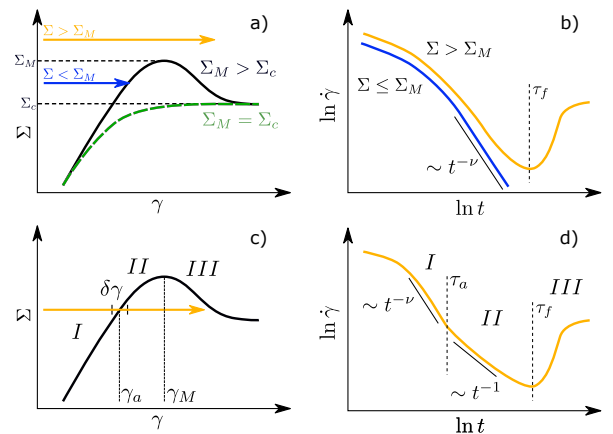 a)
Σ > Σ_M
Σ_M
Σ < Σ_M
Σ_M > Σ_c
Σ_c
Σ_M = Σ_c
Σ
γ
b)
Σ > Σ_M
Σ ≤ Σ_M
τ_f
ln γ̇
~ t^{-ν}
ln t
c)
II
III
δγ
Σ
I
γ_a
γ_M
γ
d)
I
τ_a
III
τ_f
ln γ̇
~ t^{-ν}
II
~ t^{-1}
ln t